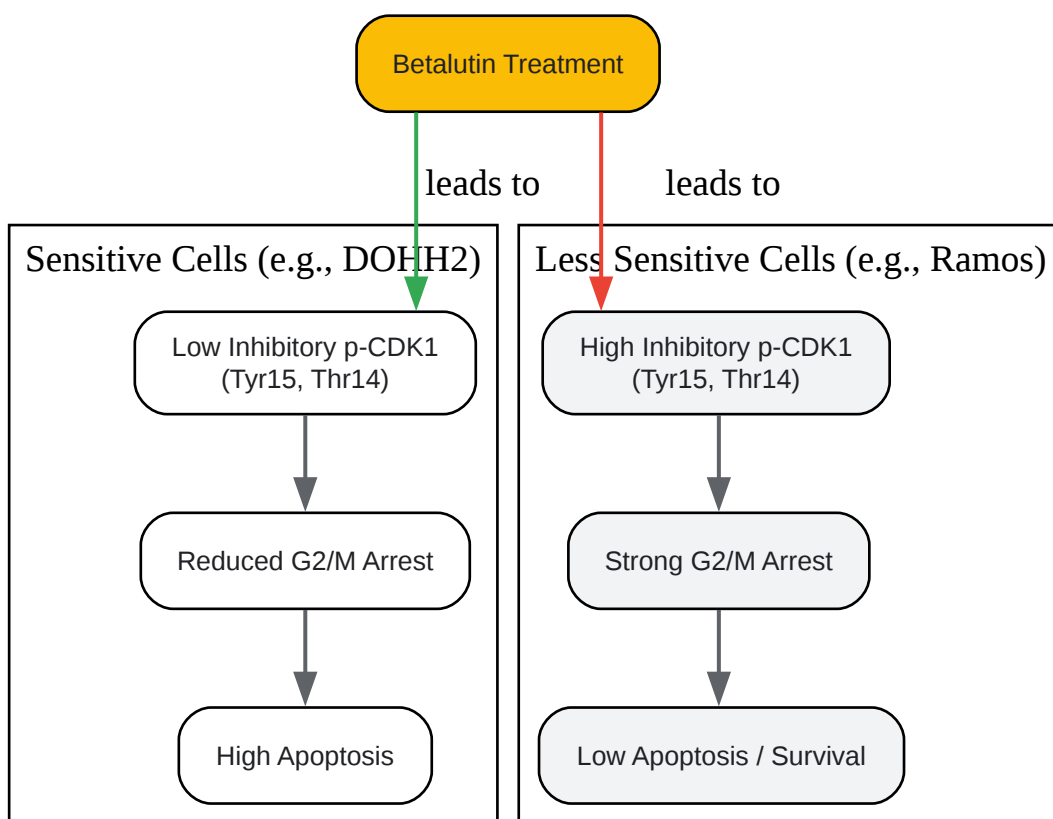 Betalutin Treatment
leads to
leads to
Sensitive Cells (e.g., DOHH2)
Low Inhibitory p-CDK1
(Tyr15, Thr14)
Reduced G2/M Arrest
High Apoptosis
Less Sensitive Cells (e.g., Ramos)
High Inhibitory p-CDK1
(Tyr15, Thr14)
Strong G2/M Arrest
Low Apoptosis / Survival